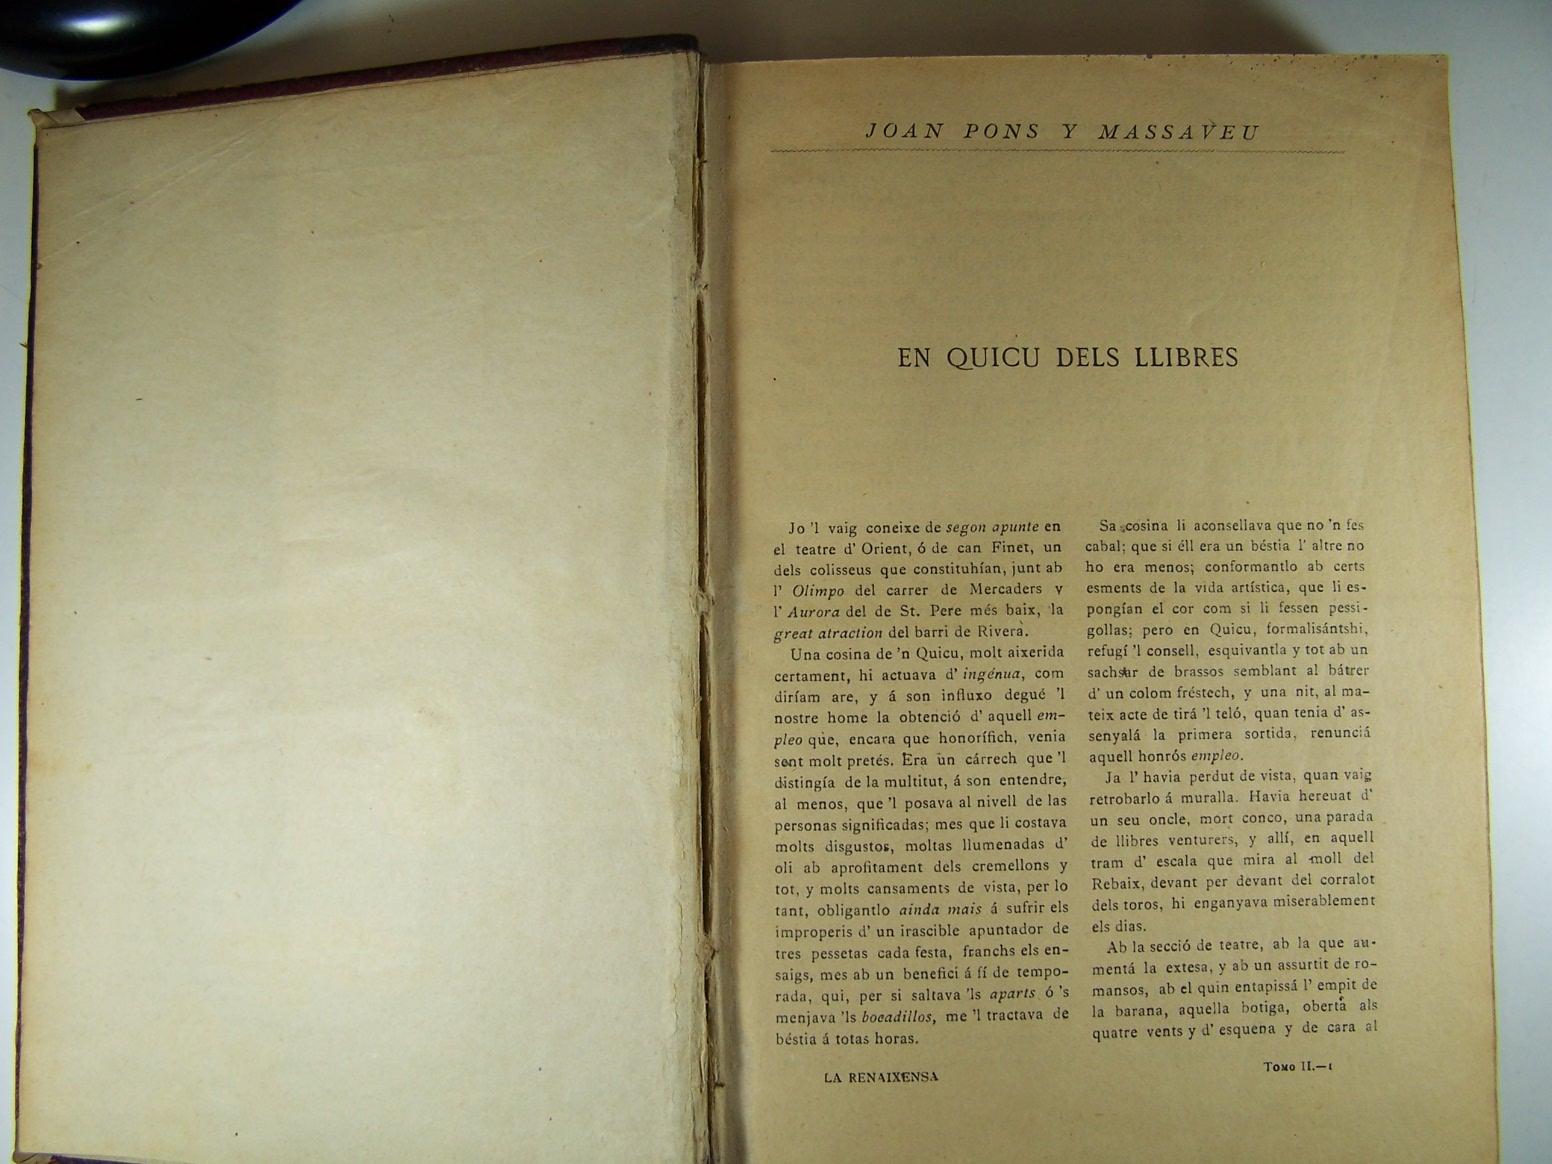 JOAN PONS Y MASSAVEU
EN QUICU DELS LLIBRES
Jo 'l vaig coneixe de segon apunte en
el teatre d' Orient, ó de can Finet, un
dels colisseus que constituhían, junt ab
l' Olimpo del carrer de Mercaders y
l' Aurora del de St. Pere més baix, la
great atraction del barri de Rivera.
Una cosina de 'n Quicu, molt aixerida
certament, hi actuava d' ingénua, com
diríam are, y á son influxo degué 'l
nostre home la obtenció d' aquell em-
pleo que, encara que honorífich, venia
sent molt pretés. Era un cárrech que 'l
distingía de la multitut, á son entendre,
al menos, que 'l posava al nivell de las
personas significadas; mes que li costava
molts disgustos, moltas llumenadas d'
oli ab aprofitament dels cremellons y
tot, y molts cansaments de vista, per lo
tant, obligantlo ainda mais á sufrir els
improperis d' un irascible apuntador de
tres pessetas cada festa, franchs els en-
saigs, mes ab un benefici á fí de tempo-
rada, qui, per si saltava 'ls aparts ó 's
menjava 'ls bocadillos, me 'l tractava de
béstia á totas horas.
LA RENAIXENSA
Sa cosina li aconsellava que no 'n fes
cabal; que si éll era un béstia l' altre no
ho era menos; conformantlo ab certs
esments de la vida artística, que li es-
pongían el cor com si li fessen pessi-
gollas; pero en Quicu, formalisántshi,
refugí 'l consell, esquivantla y tot ab un
sachsar de brassos semblant al bátrer
d' un colom fréstech, y una nit, al ma-
teix acte de tirá 'l teló, quan tenia d' as-
senyalá la primera sortida, renunciá
aquell honrós empleo.
Ja l' havia perdut de vista, quan vaig
retrobarlo á muralla. Havia hereuat d'
un seu oncle, mort conco, una parada
de llibres venturers, y allí, en aquell
tram d' escala que mira al moll del
Rebaix, devant per devant del corralot
dels toros, hi enganyava miserablement
els dias.
Ab la secció de teatre, ab la que au-
mentá la extesa, y ab un assurtit de ro-
mansos, ab el quin entapissá l' empit de
la barana, aquella botiga, oberta als
quatre vents y d' esquena y de cara al
TOMO II.—1